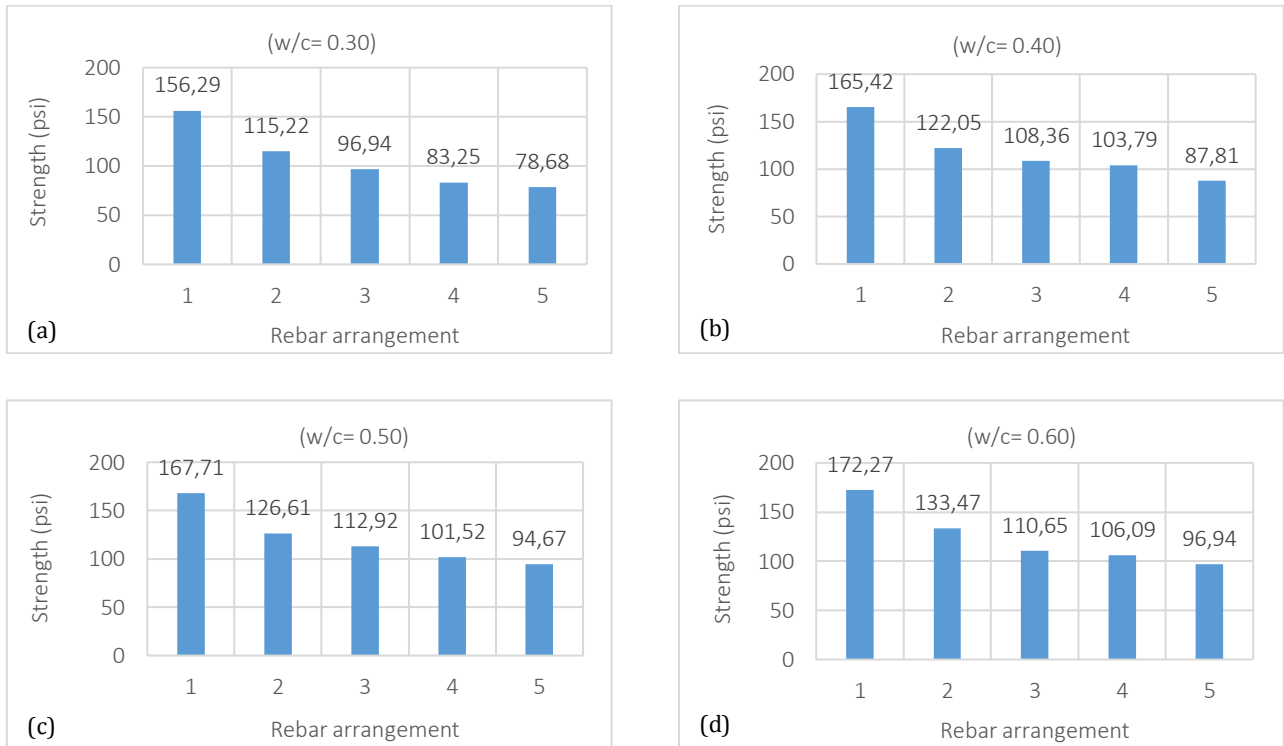 (w/c= 0.30)
200
156,29
150
115,22
96,94
100
83,25
78,68
50
0
Strength (psi)
1 2 3 4 5
(a)
Rebar arrangement
(w/c= 0.40)
200
165,42
150
122,05
108,36
103,79
100
87,81
50
0
Strength (psi)
1 2 3 4 5
(b)
Rebar arrangement
(w/c= 0.50)
200
167,71
150
126,61
112,92
101,52
94,67
100
50
0
Strength (psi)
1 2 3 4 5
(c)
Rebar arrangement
(w/c= 0.60)
200
172,27
150
133,47
110,65
106,09
96,94
100
50
0
Strength (psi)
1 2 3 4 5
(d)
Rebar arrangement